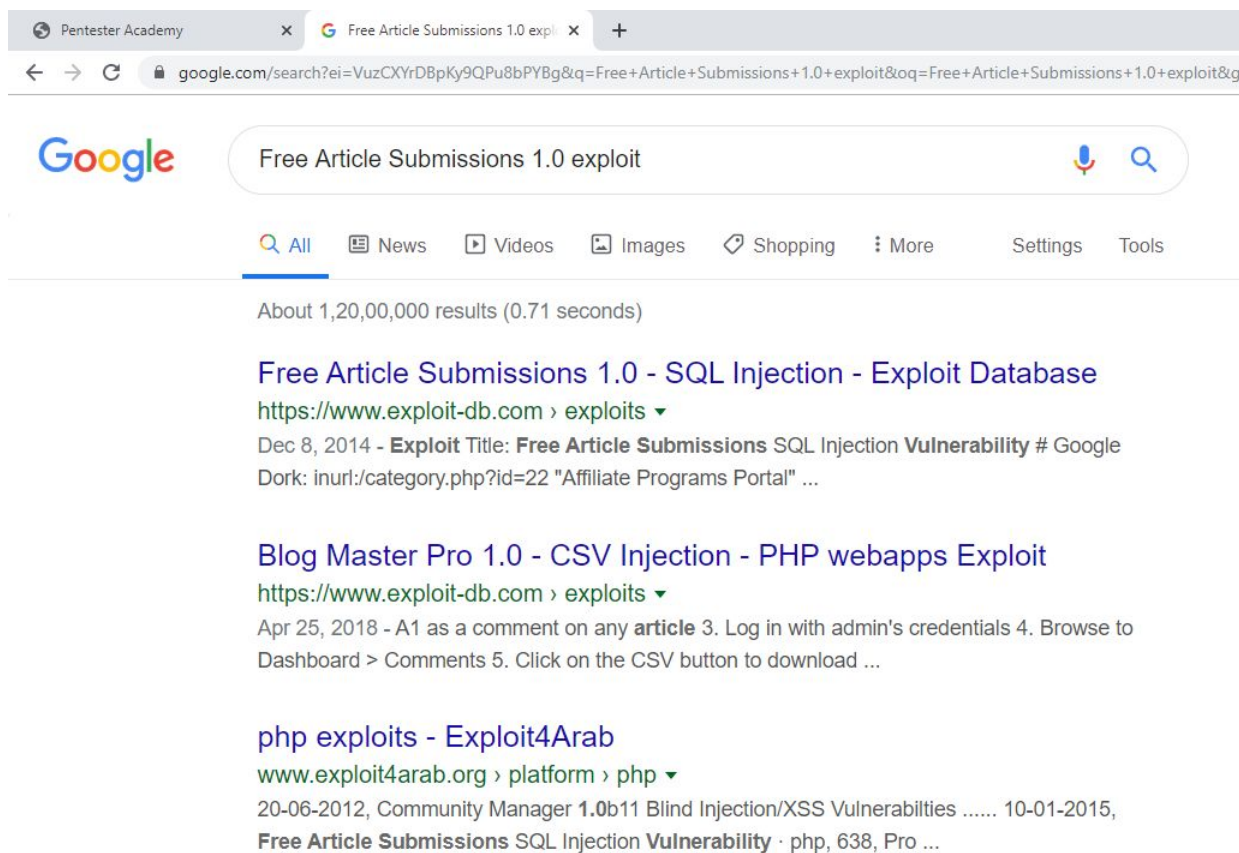 Pentester Academy
Free Article Submissions 1.0 expl
google.com/search?ei=VuzCXYrDBpKy9QPu8bPYBg&q=Free+Article+Submissions+1.0+exploit&oq=Free+Article+Submissions+1.0+exploit&g
Google
Free Article Submissions 1.0 exploit
All News Videos Images Shopping More Settings Tools
About 1,20,00,000 results (0.71 seconds)
Free Article Submissions 1.0 - SQL Injection - Exploit Database
https://www.exploit-db.com › exploits
Dec 8, 2014 - Exploit Title: Free Article Submissions SQL Injection Vulnerability # Google
Dork: inurl:/category.php?id=22 "Affiliate Programs Portal" ...
Blog Master Pro 1.0 - CSV Injection - PHP webapps Exploit
https://www.exploit-db.com › exploits
Apr 25, 2018 - A1 as a comment on any article 3. Log in with admin's credentials 4. Browse to
Dashboard > Comments 5. Click on the CSV button to download ...
php exploits - Exploit4Arab
www.exploit4arab.org › platform › php
20-06-2012, Community Manager 1.0b11 Blind Injection/XSS Vulnerabilties ...... 10-01-2015,
Free Article Submissions SQL Injection Vulnerability · php, 638, Pro ...